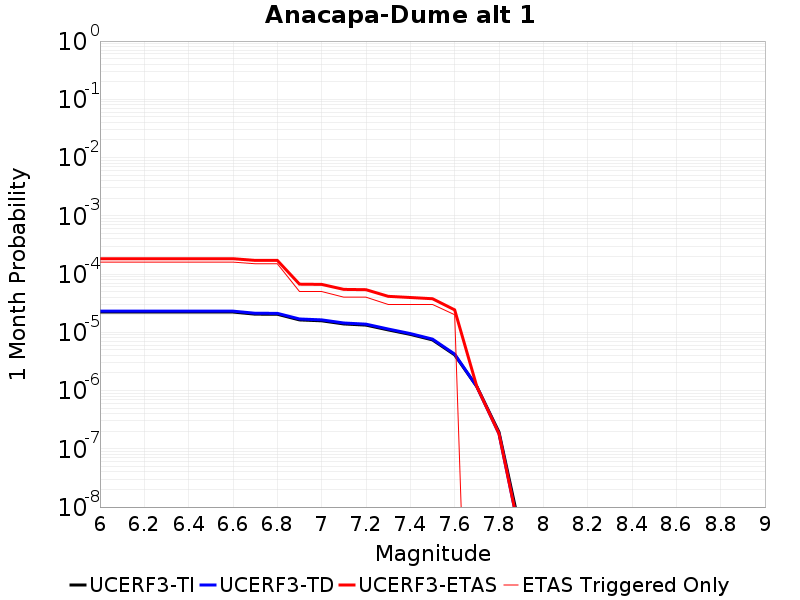 Anacapa-Dume alt 1
1 Month Probability
10^0
10^-1
10^-2
10^-3
10^-4
10^-5
10^-6
10^-7
10^-8
6 6.2 6.4 6.6 6.8 7 7.2 7.4 7.6 7.8 8 8.2 8.4 8.6 8.8 9
Magnitude
UCERF3-TI UCERF3-TD UCERF3-ETAS ETAS Triggered Only